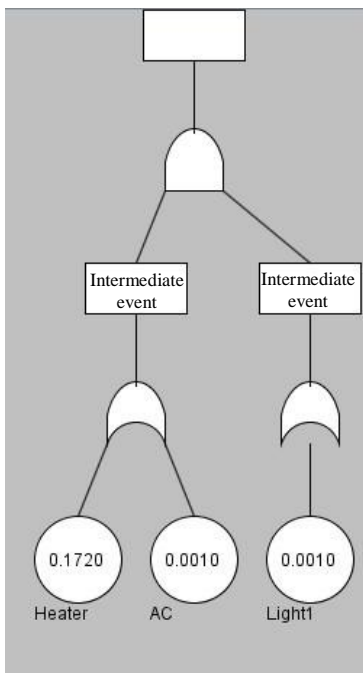 Intermediate
event
Intermediate
event
0.1720
0.0010
0.0010
Heater
AC
Light1